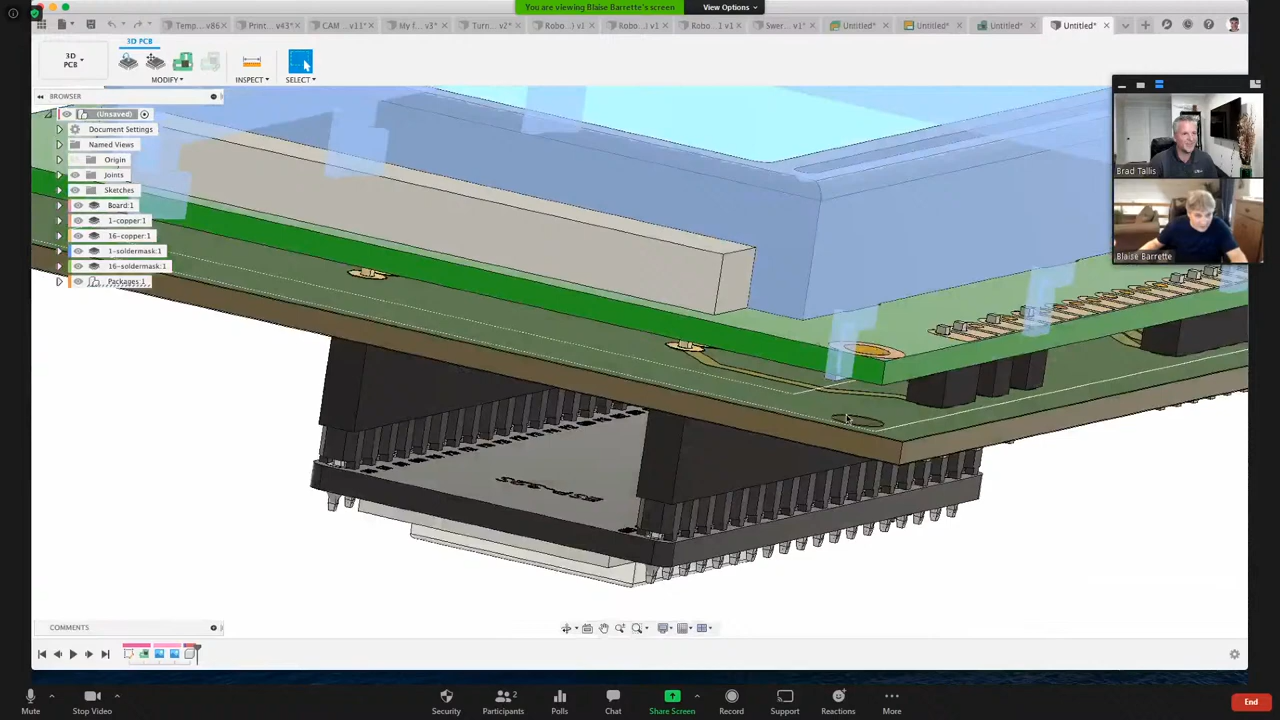 You are viewing Blaise Barrette's screen
View Options
Temp... v86*
Print... v43*
CAM ... v11*
My f... v3*
Turn... v2*
Robo...) v1
Robo...) v1
Robo... v1
Swer... v1*
Untitled*
Untitled*
Untitled*
Untitled*
3D PCB
3D
PCB
MODIFY
INSPECT
SELECT
BROWSER
(Unsaved)
Document Settings
Named Views
Origin
Joints
Sketches
Board:1
1-copper:1
16-copper:1
1-soldermask:1
16-soldermask:1
Packages:1
Brad Tallis
Blaise Barrette
COMMENTS
Mute
Stop Video
Security
Participants
2
Polls
Chat
Share Screen
Record
Support
Reactions
More
End